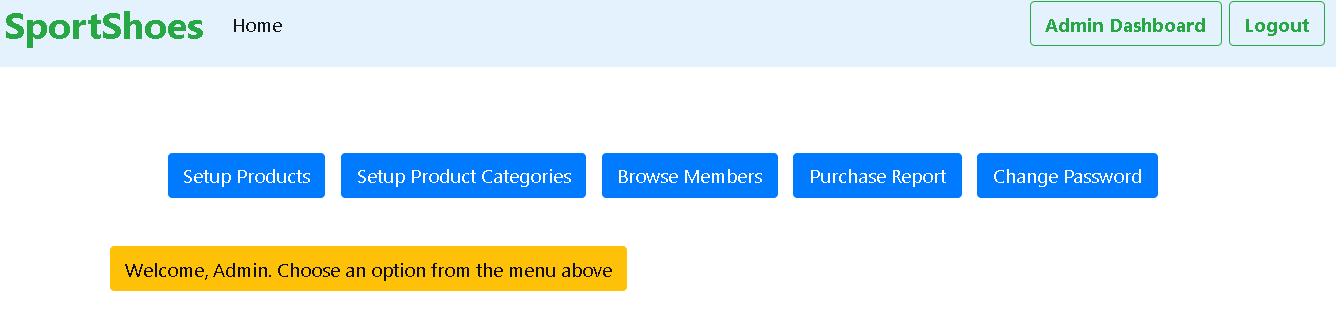 SportShoes Home Admin Dashboard Logout
Setup Products Setup Product Categories Browse Members Purchase Report Change Password
Welcome, Admin. Choose an option from the menu above